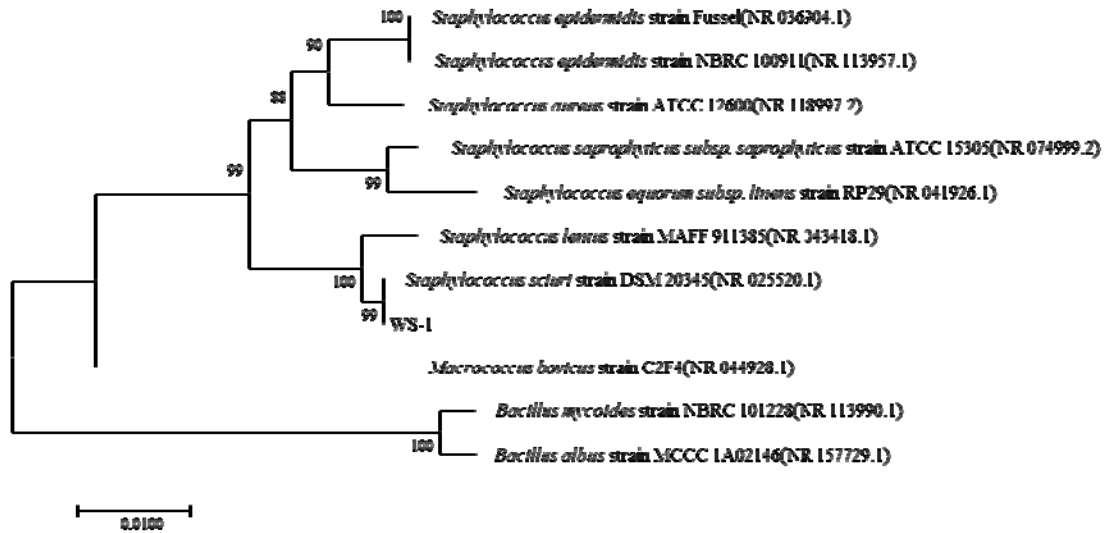 100 Staphylococcus epidermidis strain Fussel(NR 036904.1)
90
Staphylococcus epidermidis strain NBRC 100911(NR 113957.1)
88
Staphylococcus aureus strain ATCC 12600(NR 118997.2)
Staphylococcus saprophyticus subsp. saprophyticus strain ATCC 15305(NR 074999.2)
99
99
Staphylococcus equorum subsp. linens strain RP29(NR 041926.1)
Staphylococcus lentus strain MAFF 911385(NR
100 Staphylococcus sciuri strain DSM 20345(NR 025520.1)
99 WS-1
Macrococcus bovicus strain C2F4(NR 044928.1)
Bacillus mycoides strain NBRC 101228(NR 113990.1)
100
Bacillus albus strain MCCC 1A02146(NR 157729.1)
0.0100